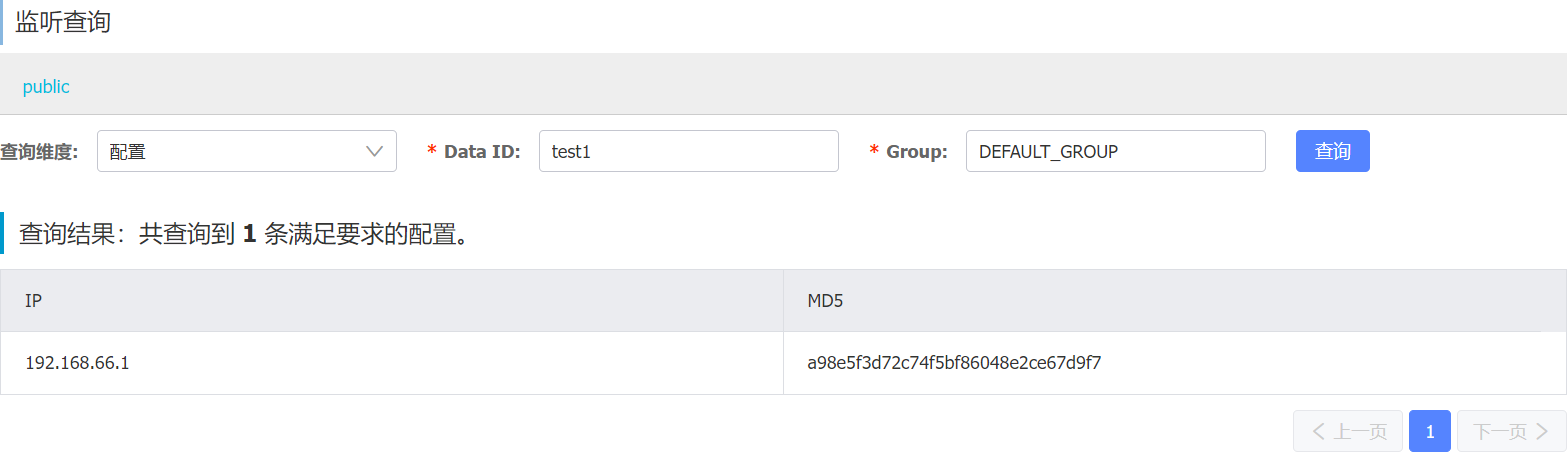 监听查询
public
查询维度: 配置 * Data ID: test1 * Group: DEFAULT_GROUP 查询
查询结果：共查询到 1 条满足要求的配置。
IP MD5
192.168.66.1 a98e5f3d72c74f5bf86048e2ce67d9f7
上一页 1 下一页